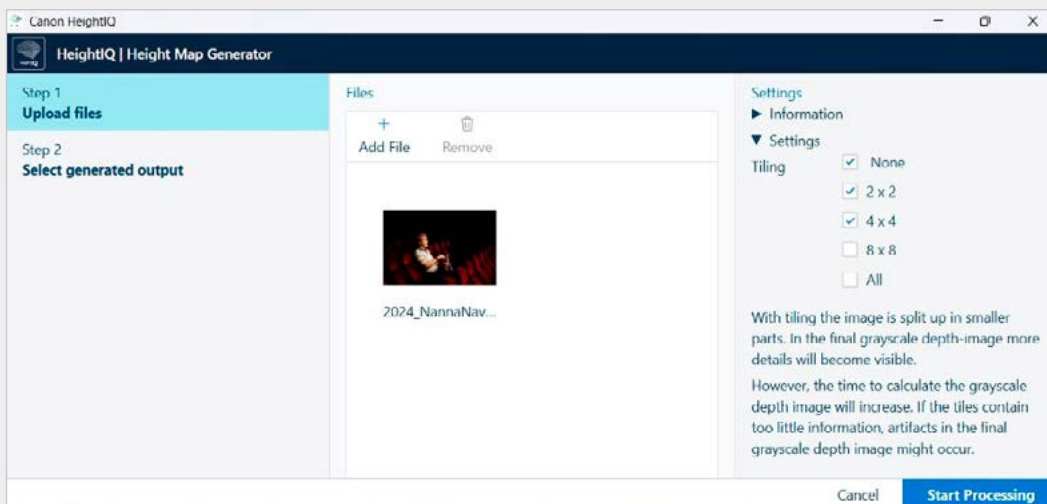 Canon HeightIQ
HeightIQ | Height Map Generator
Step 1
Upload files
Step 2
Select generated output
Files
Add File
Remove
2024_NannaNav...
Settings
Information
Settings
Tiling
None
2 x 2
4 x 4
8 x 8
All
With tiling the image is split up in smaller
parts. In the final grayscale depth-image more
details will become visible.
However, the time to calculate the grayscale
depth image will increase. If the tiles contain
too little information, artifacts in the final
grayscale depth image might occur.
Cancel
Start Processing